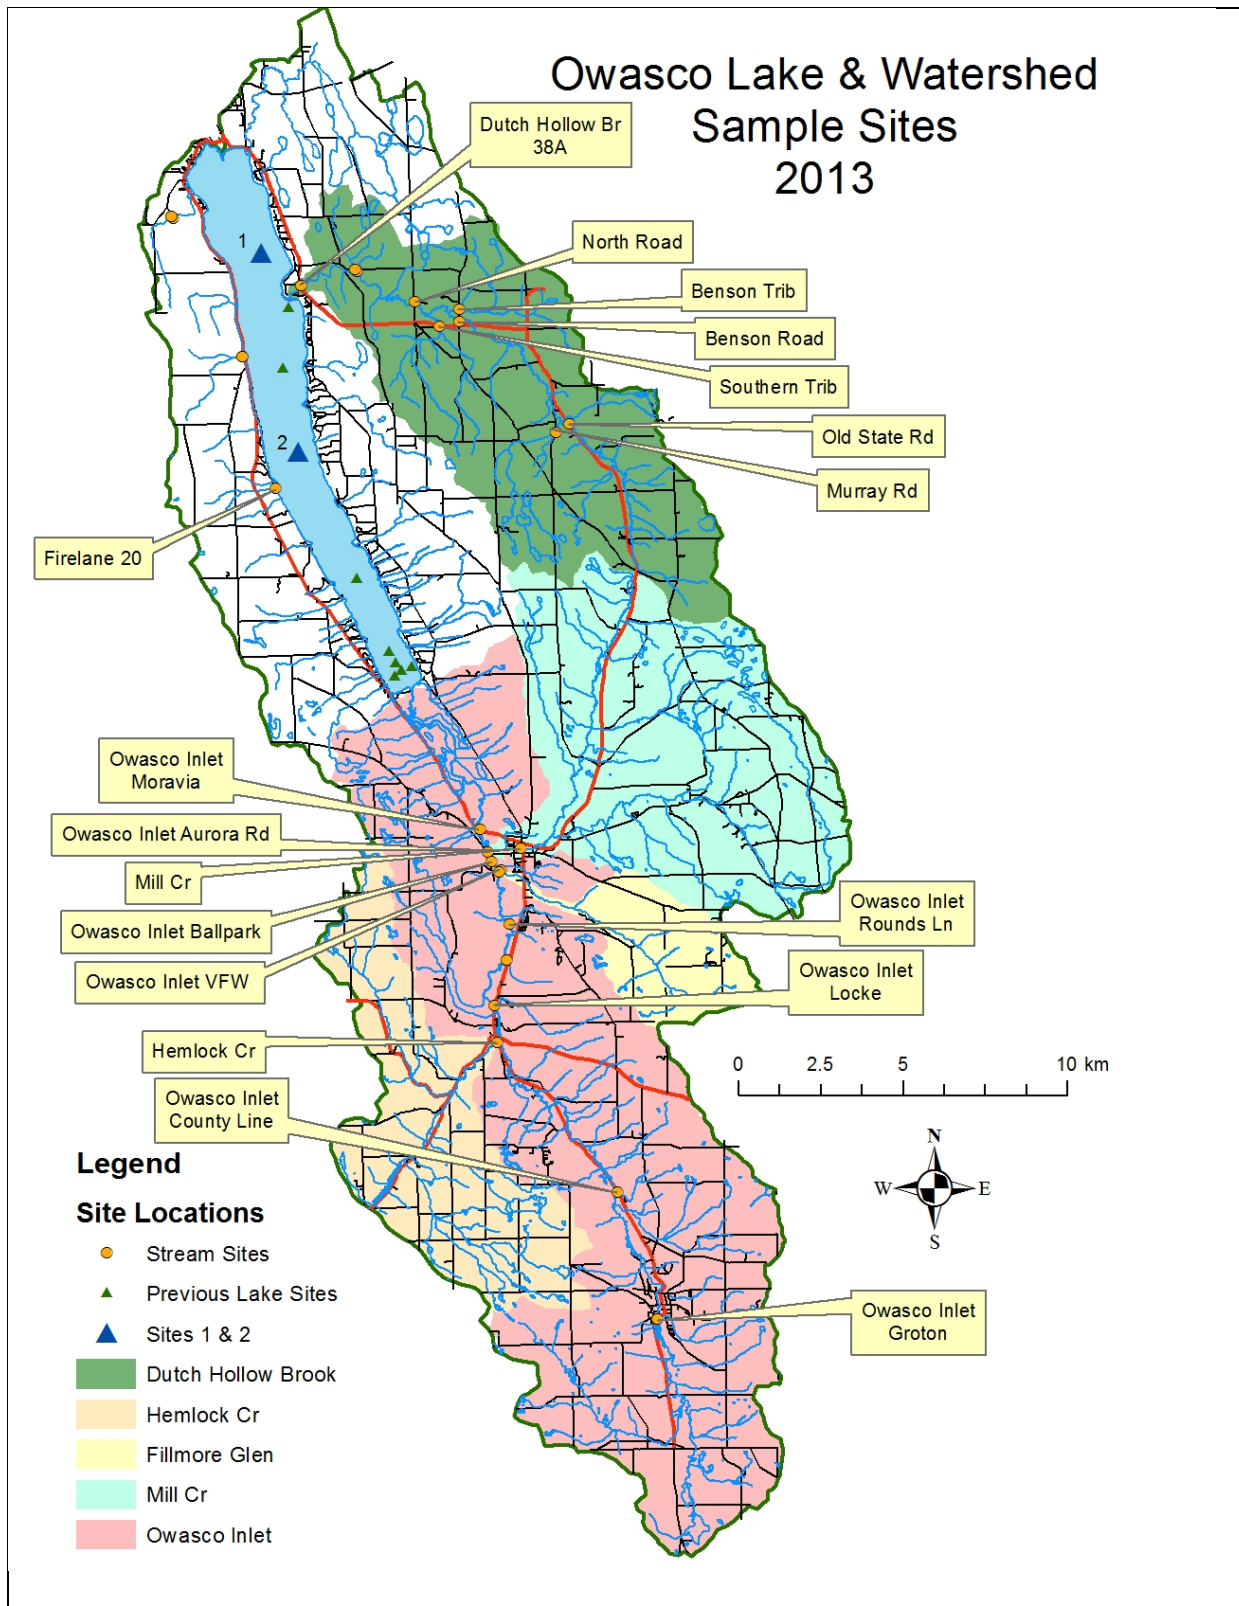 Owasco Lake & Watershed
Sample Sites
2013
Dutch Hollow Br
38A
North Road
Benson Trib
Benson Road
Southern Trib
Old State Rd
Murray Rd
1
2
Firelane 20
Owasco Inlet
Moravia
Owasco Inlet Aurora Rd
Mill Cr
Owasco Inlet Ballpark
Owasco Inlet VFW
Owasco Inlet
Rounds Ln
Owasco Inlet
Locke
Hemlock Cr
Owasco Inlet
County Line
0 2.5 5 10 km
N
W E
S
Owasco Inlet
Groton
Legend
Site Locations
Stream Sites
Previous Lake Sites
Sites 1 & 2
Dutch Hollow Brook
Hemlock Cr
Fillmore Glen
Mill Cr
Owasco Inlet